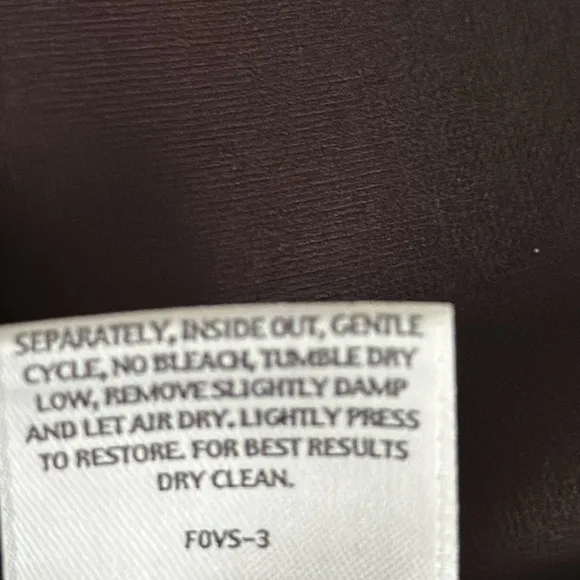 SEPARATELY, INSIDE OUT, GENTLE
CYCLE, NO BLEACH, TUMBLE DRY
LOW, REMOVE SLIGHTLY DAMP
AND LET AIR DRY. LIGHTLY PRESS
TO RESTORE. FOR BEST RESULTS
DRY CLEAN.
F0VS-3